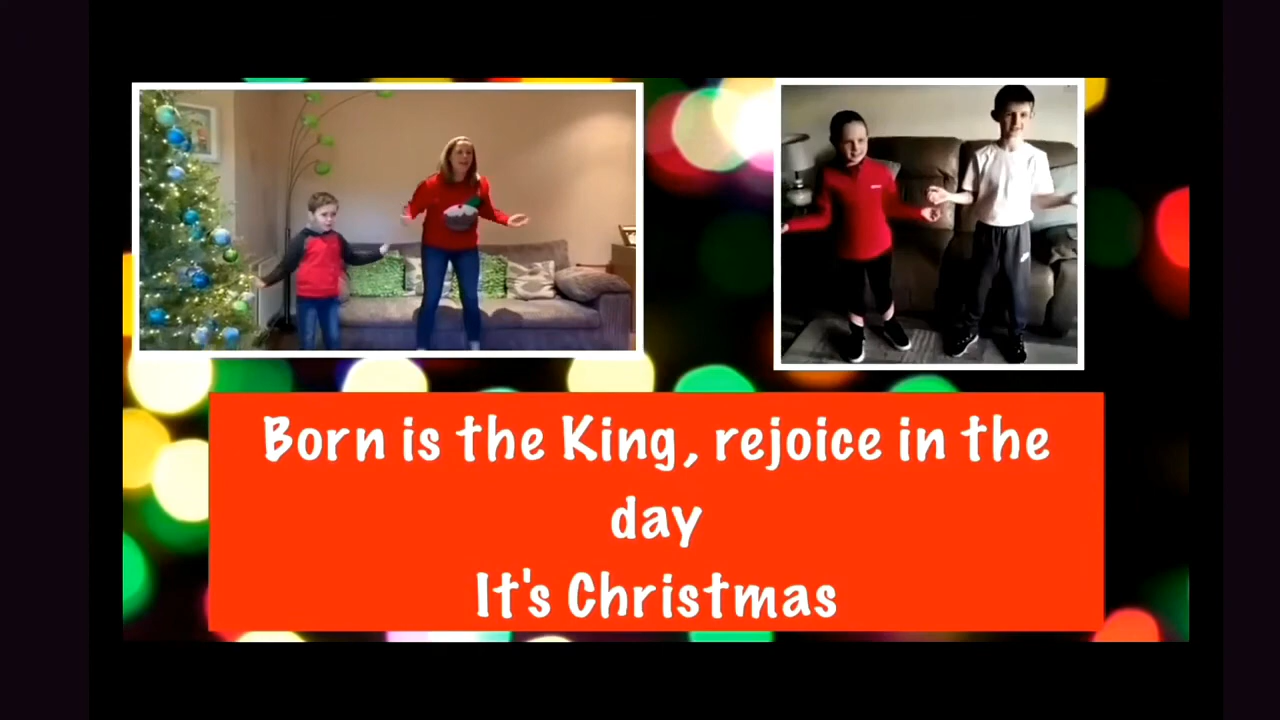 Born is the King, rejoice in the
day
It's Christmas